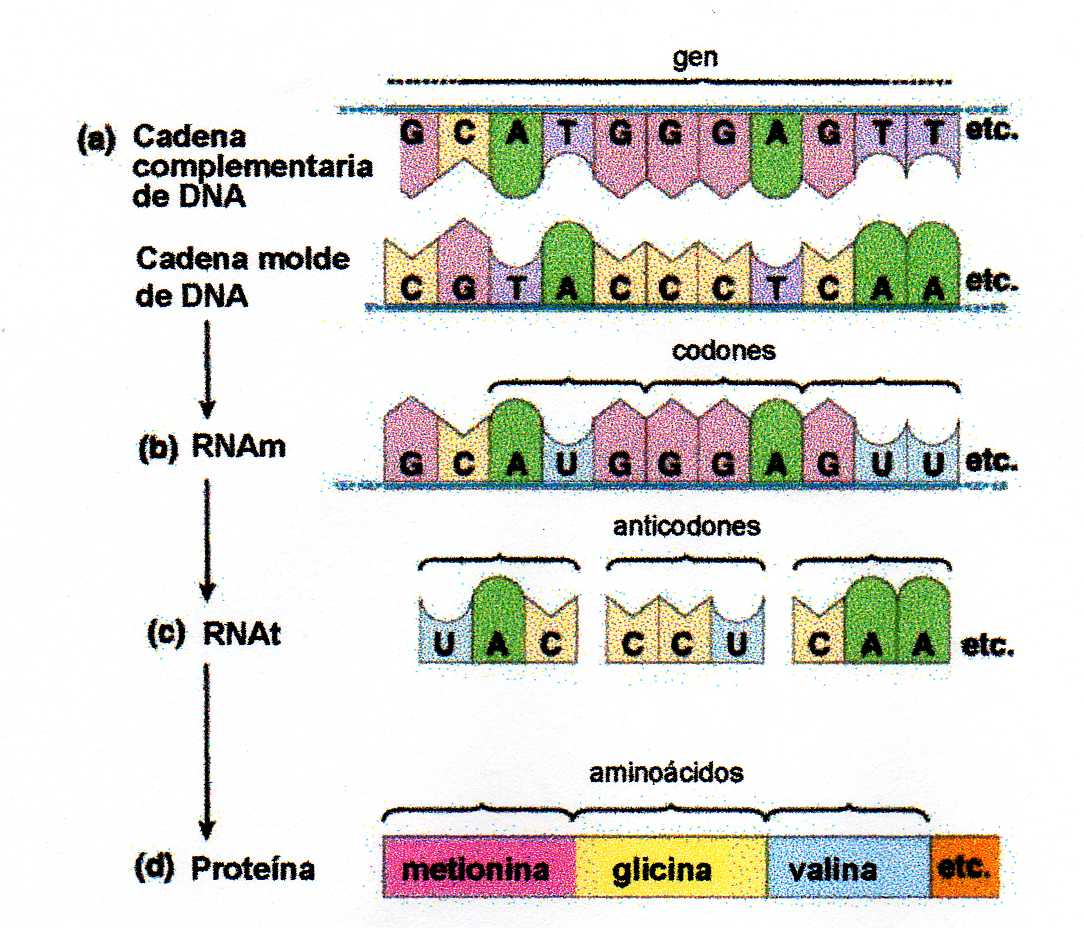 gen
(a) Cadena
complementaria
de DNA
G C A T G G G A G T T etc.
Cadena molde
de DNA
C G T A C C C T C A A etc.
codones
(b) RNAm
G C A U G G G A G U U etc.
anticodones
(c) RNAt
U A C C C U C A A etc.
aminoácidos
(d) Proteína
metionina glicina valina etc.